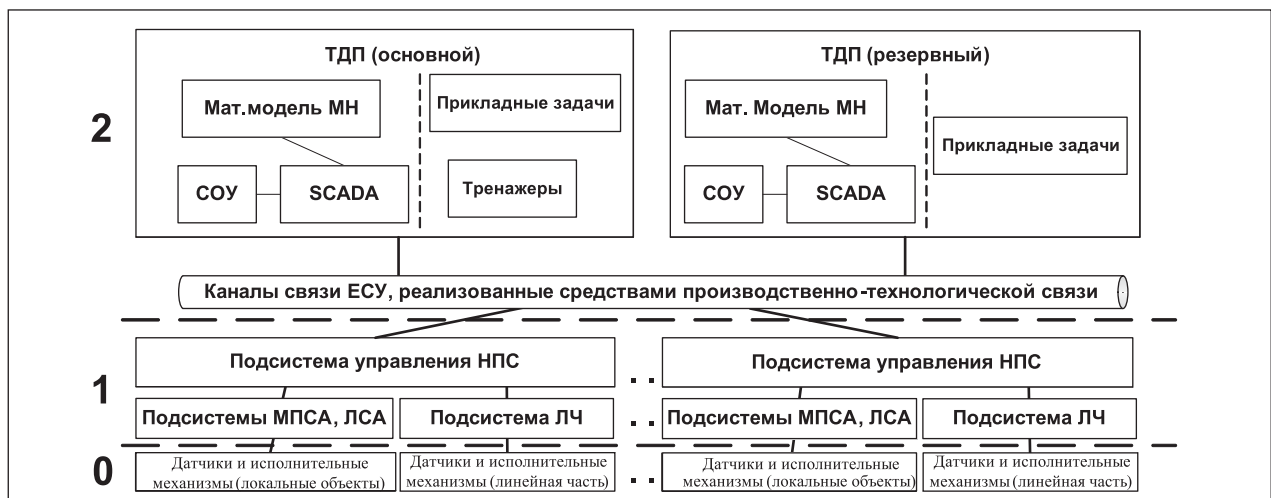 ТДП (основной)
ТДП (резервный)
2
Мат.модель МН
Прикладные задачи
СОУ
SCADA
Тренажеры
Мат. Модель МН
Прикладные задачи
СОУ
SCADA
Каналы связи ЕСУ, реализованные средствами производственно-технологической связи
1
Подсистема управления НПС
. .
Подсистема управления НПС
Подсистемы МПСА, ЛСА
Подсистема ЛЧ
. .
Подсистемы МПСА, ЛСА
Подсистема ЛЧ
0
Датчики и исполнительные
механизмы (локальные объекты)
Датчики и исполнительные
механизмы (линейная часть)
. .
Датчики и исполнительные
механизмы (локальные объекты)
Датчики и исполнительные
механизмы (линейная часть)